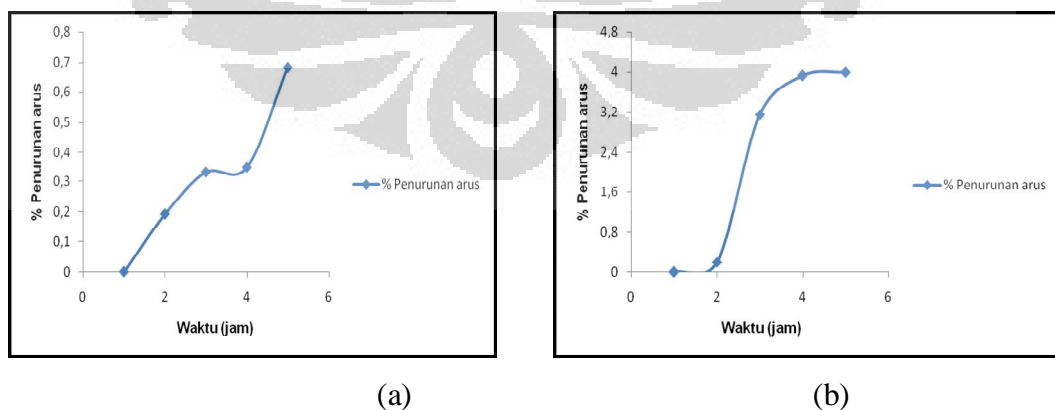 0,8
0,7
0,6
0,5
0,4
0,3
0,2
0,1
0
% Penurunan arus
0 2 4 6
Waktu (jam)
% Penurunan arus
(a)
4,8
4
3,2
2,4
1,6
0,8
0
% Penurunan arus
0 2 4 6
Waktu (jam)
% Penurunan arus
(b)